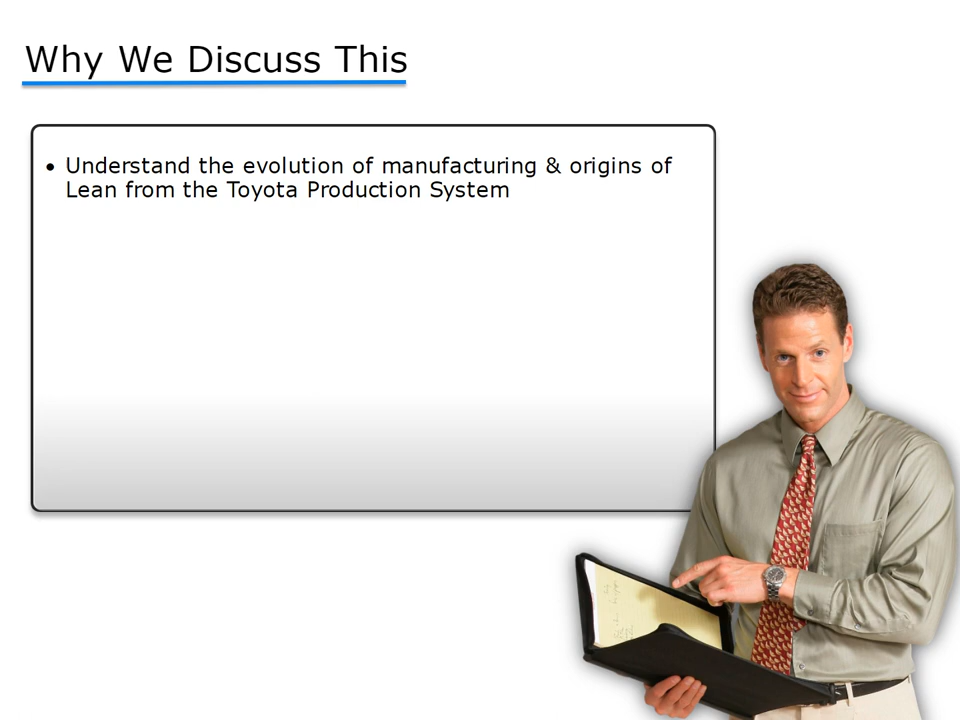 Why We Discuss This
• Understand the evolution of manufacturing & origins of
Lean from the Toyota Production System